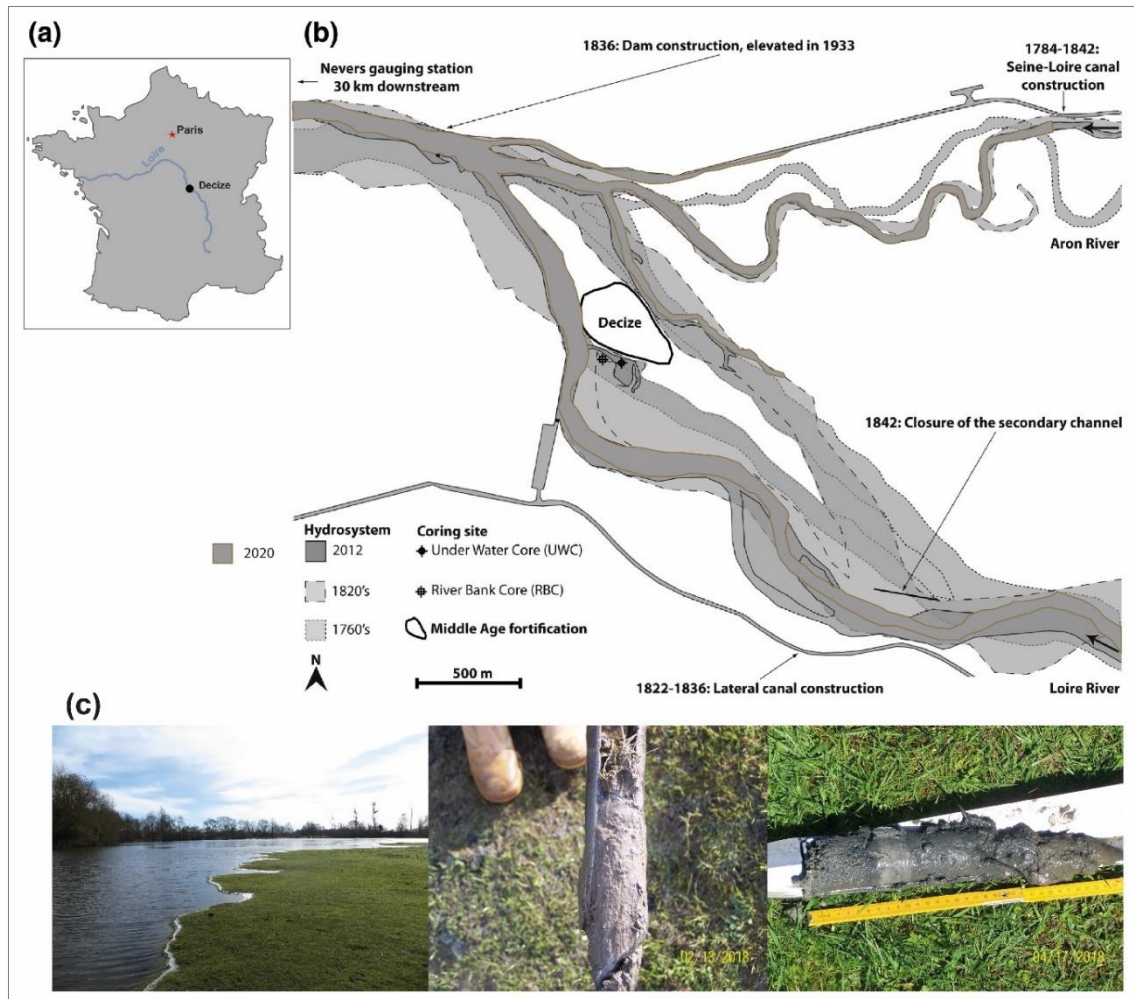 (a)
Paris
Loire
Decize
(b)
1836: Dam construction, elevated in 1933
Nevers gauging station
30 km downstream
1784-1842:
Seine-Loire canal
construction
Aron River
Decize
1842: Closure of the secondary channel
2020
Hydrosystem
2012
1820's
1760's
Coring site
Under Water Core (UWC)
River Bank Core (RBC)
Middle Age fortification
N
500 m
1822-1836: Lateral canal construction
Loire River
(c)
02/13/2018
04/17/2018